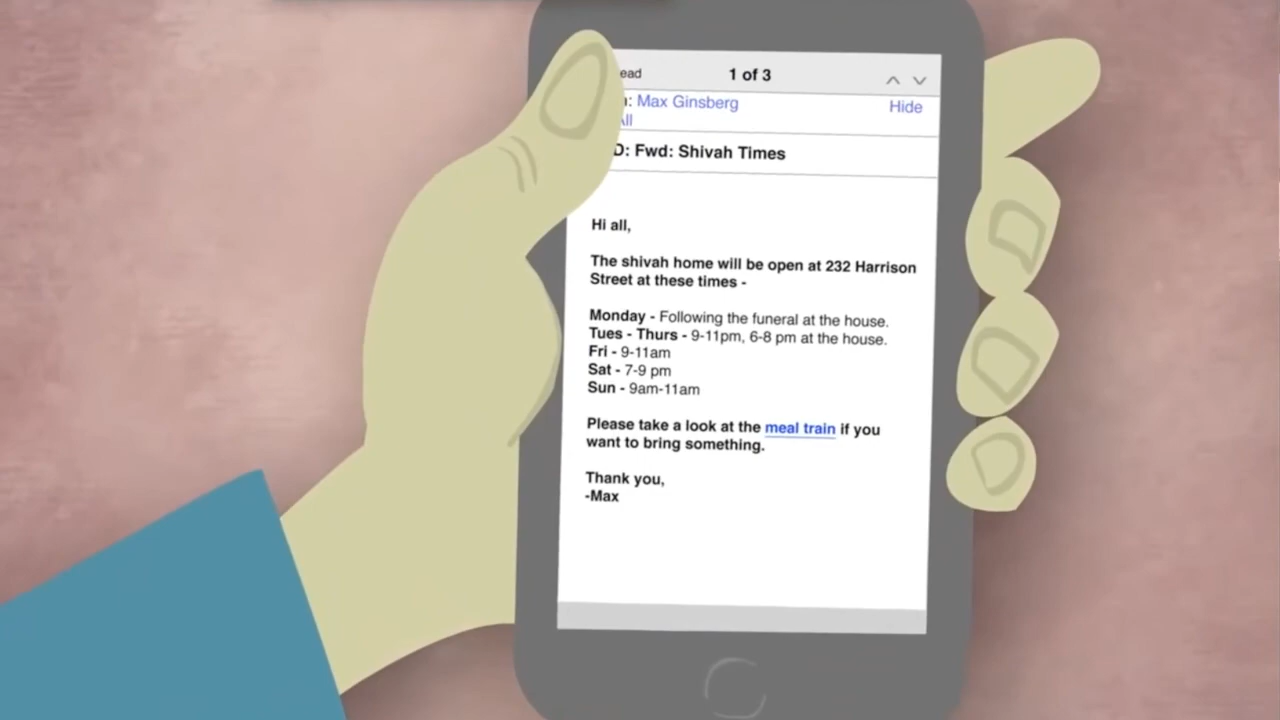 ead
1 of 3
: Max Ginsberg
All
D: Fwd: Shivah Times
Hide
Hi all,
The shivah home will be open at 232 Harrison
Street at these times -
Monday - Following the funeral at the house.
Tues - Thurs - 9-11pm, 6-8 pm at the house.
Fri - 9-11am
Sat - 7-9 pm
Sun - 9am-11am
Please take a look at the meal train if you
want to bring something.
Thank you,
-Max